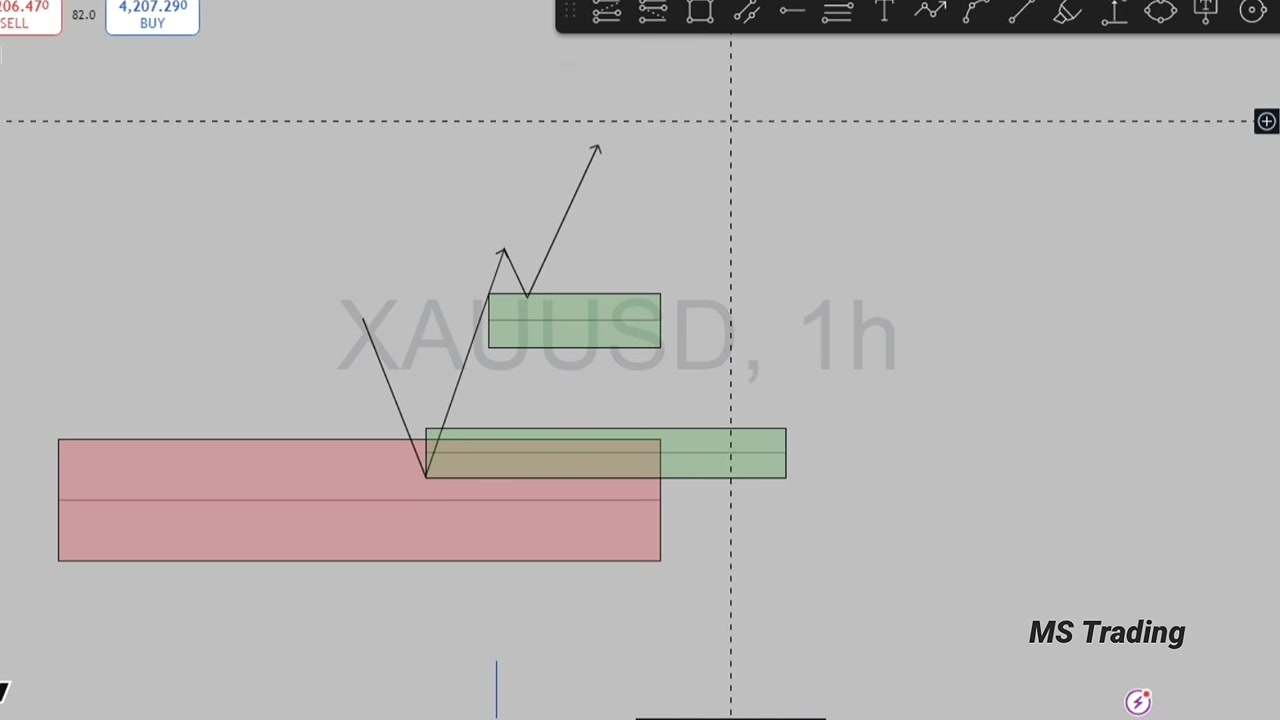 206.470
SELL
82.0
4,207.290
BUY
XAUUSD, 1h
MS Trading